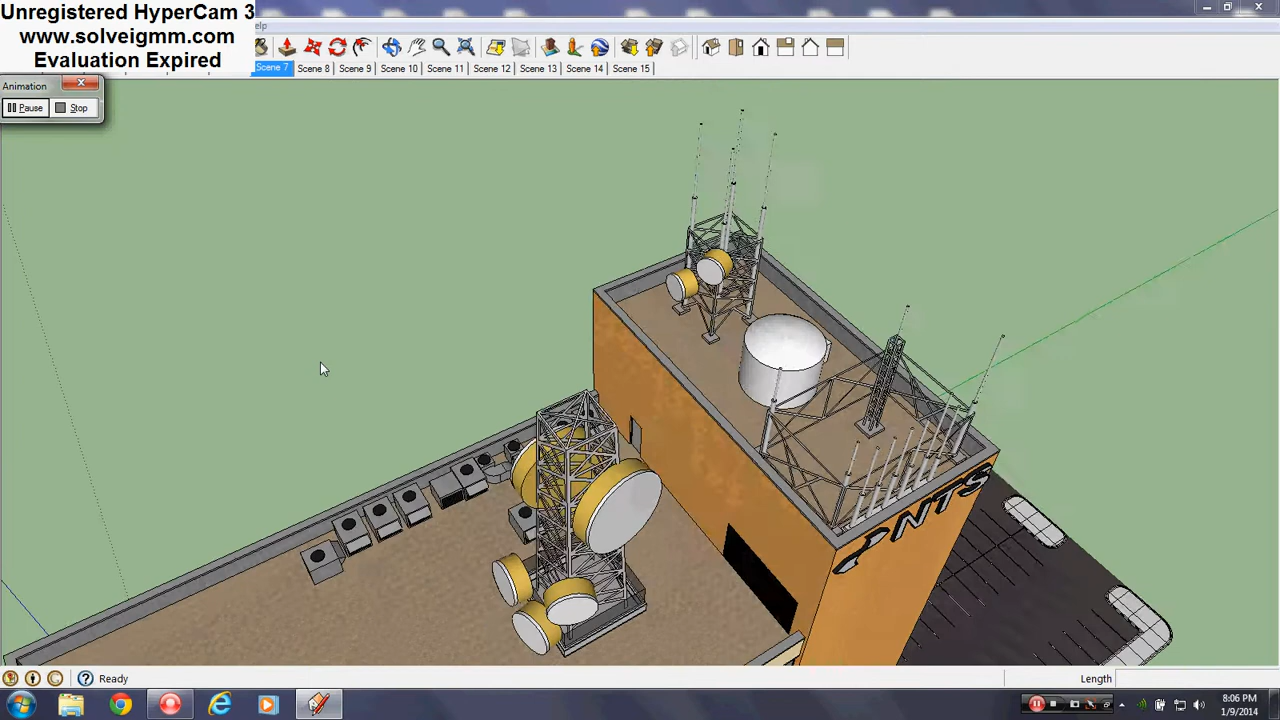 Unregistered HyperCam 3
www.solveigmm.com
Evaluation Expired
elp
Scene 7
Scene 8
Scene 9
Scene 10
Scene 11
Scene 12
Scene 13
Scene 14
Scene 15
Animation
Pause
Stop
NTS
Ready
Length
8:06 PM
1/9/2014